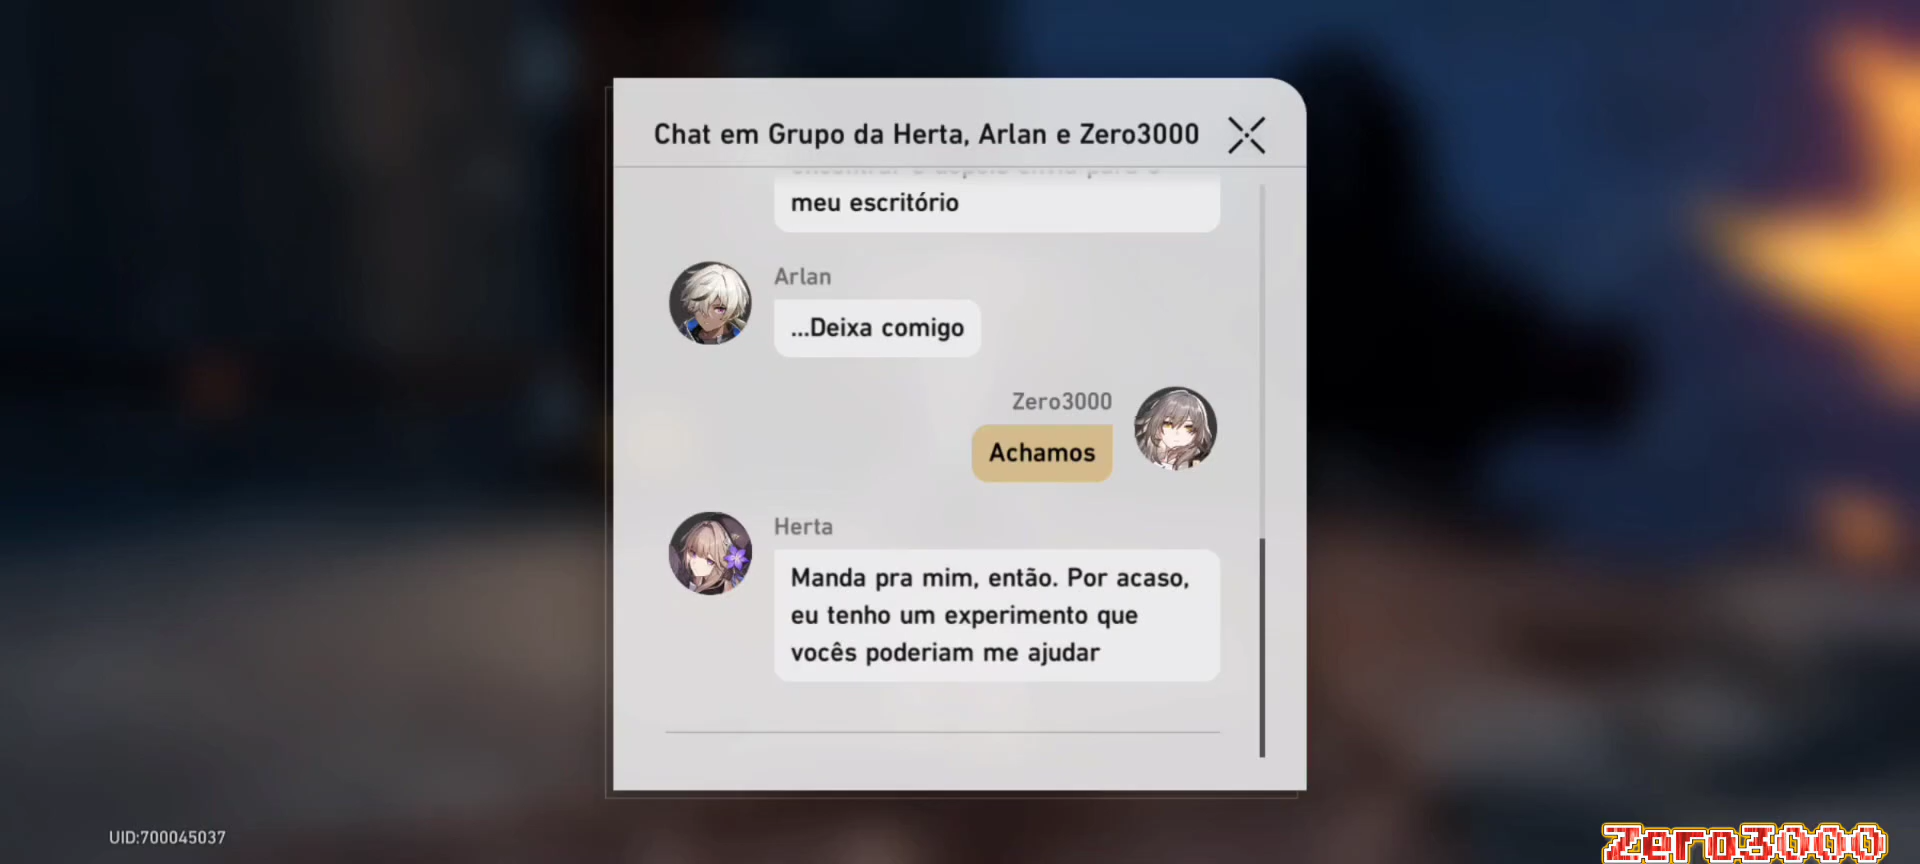 Chat em Grupo da Herta, Arlan e Zero3000
meu escritório
Arlan
...Deixa comigo
Zero3000
Achamos
Herta
Manda pra mim, então. Por acaso,
eu tenho um experimento que
vocês poderiam me ajudar
UID:700045037
Zero3000